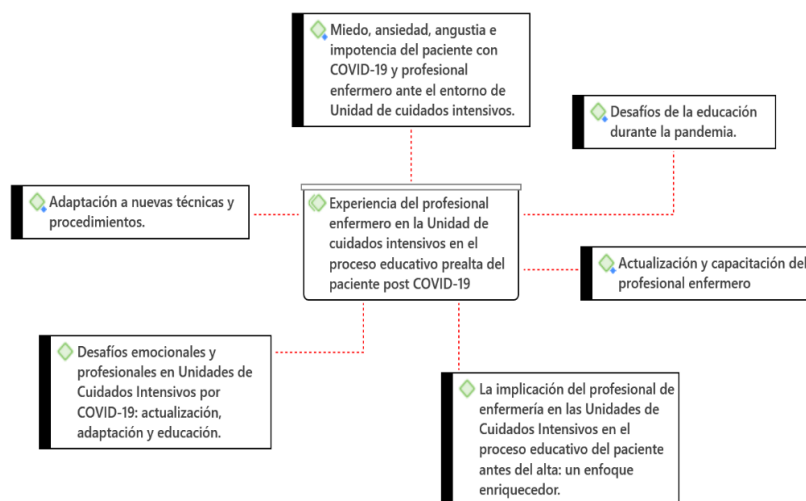 Miedo, ansiedad, angustia e
impotencia del paciente con
COVID-19 y profesional
enfermero ante el entorno de
Unidad de cuidados intensivos.
Desafíos de la educación
durante la pandemia.
Adaptación a nuevas técnicas y
procedimientos.
Experiencia del profesional
enfermero en la Unidad de
cuidados intensivos en el
proceso educativo prealta del
paciente post COVID-19
Actualización y capacitación del
profesional enfermero
Desafíos emocionales y
profesionales en Unidades de
Cuidados Intensivos por
COVID-19: actualización,
adaptación y educación.
La implicación del profesional de
enfermería en las Unidades de
Cuidados Intensivos en el
proceso educativo del paciente
antes del alta: un enfoque
enriquecedor.